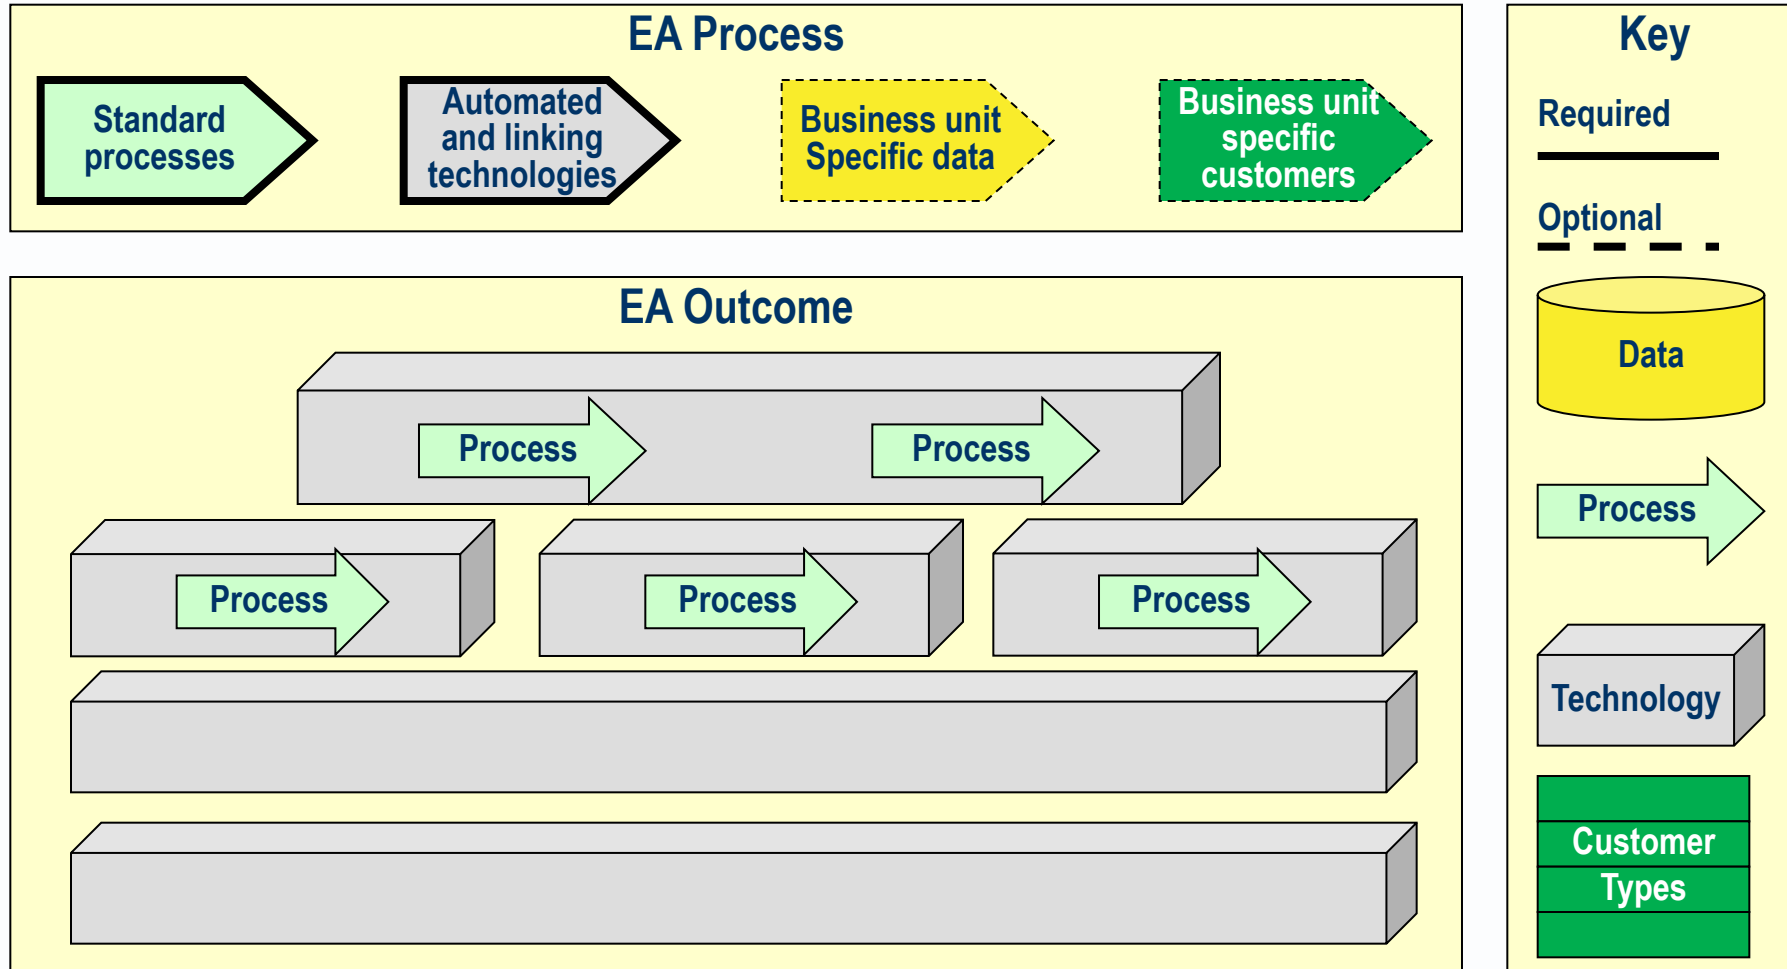 EA Process
Standard
processes
Automated
and linking
technologies
Business unit
Specific data
Business unit
specific
customers
EA Outcome
Process
Process
Process
Process
Process
Key
Required
Optional
Data
Process
Technology
Customer
Types